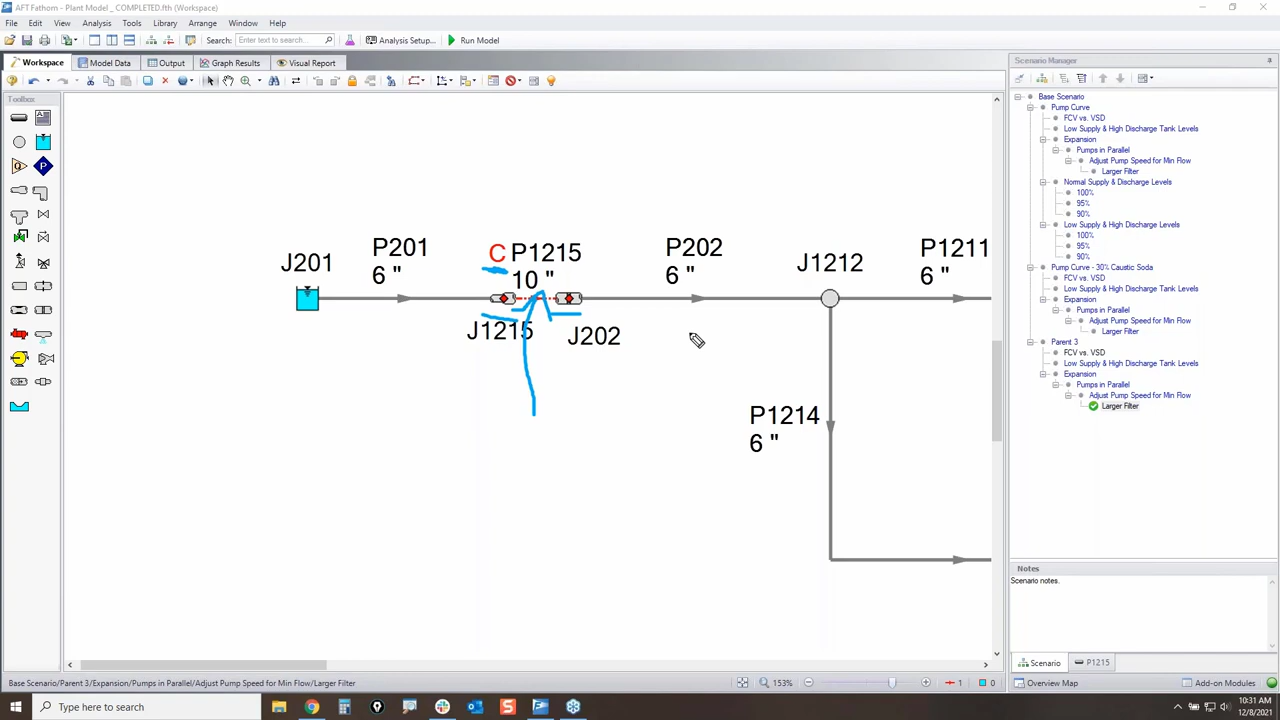 AFT Fathom - Plant Model _ COMPLETED.fth (Workspace)
File Edit View Analysis Tools Library Arrange Window Help
Search: Enter text to search... Analysis Setup... Run Model
Workspace Model Data Output Graph Results Visual Report
Toolbox
J201
P201
6 "
C P1215
10 "
J1215
J202
P202
6 "
J1212
P1211
6 "
P1214
6 "
Scenario Manager
Base Scenario
Pump Curve
FCV vs. VSD
Low Supply & High Discharge Tank Levels
Expansion
Pumps in Parallel
Adjust Pump Speed for Min Flow
Larger Filter
Normal Supply & Discharge Levels
100%
95%
90%
Low Supply & High Discharge Levels
100%
95%
90%
Pump Curve - 30% Caustic Soda
FCV vs. VSD
Low Supply & High Discharge Tank Levels
Expansion
Pumps in Parallel
Adjust Pump Speed for Min Flow
Larger Filter
Parent 3
FCV vs. VSD
Low Supply & High Discharge Tank Levels
Expansion
Pumps in Parallel
Adjust Pump Speed for Min Flow
Larger Filter
Notes
Scenario notes.
Scenario P1215
Base Scenario/Parent 3/Expansion/Pumps in Parallel/Adjust Pump Speed for Min Flow/Larger Filter
153% 1 0 Overview Map Add-on Modules
Type here to search
10:31 AM
12/8/2021